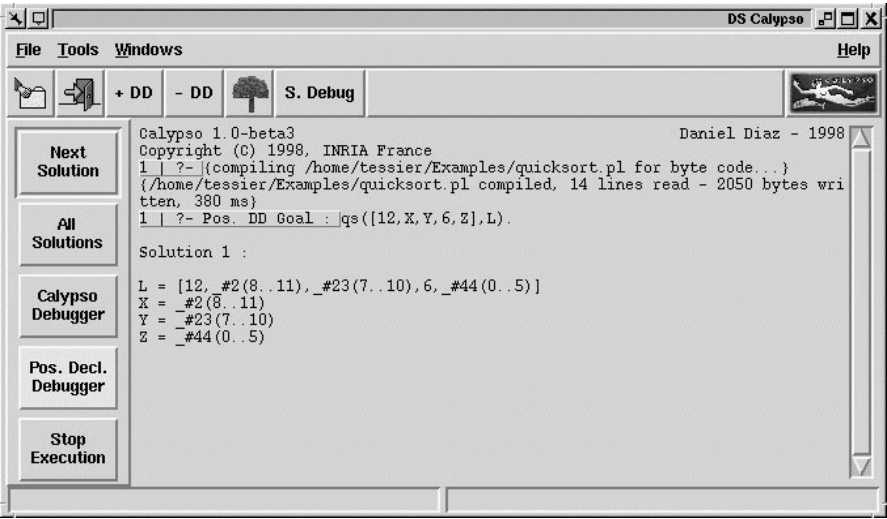 DS Calypso
File Tools Windows Help
+ DD - DD S. Debug
Next
Solution
All
Solutions
Calypso
Debugger
Pos. Decl.
Debugger
Stop
Execution
Calypso 1.0-beta3 Daniel Diaz - 1998
Copyright (C) 1998, INRIA France
1 | ?- {compiling /home/tessier/Examples/quicksort.pl for byte code...}
{/home/tessier/Examples/quicksort.pl compiled, 14 lines read - 2050 bytes wri
tten, 380 ms}
1 | ?- Pos. DD Goal : qs([12,X,Y,6,Z],L).
Solution 1 :
L = [12,_#2(8..11),_#23(7..10),6,_#44(0..5)]
X = _#2(8..11)
Y = _#23(7..10)
Z = _#44(0..5)